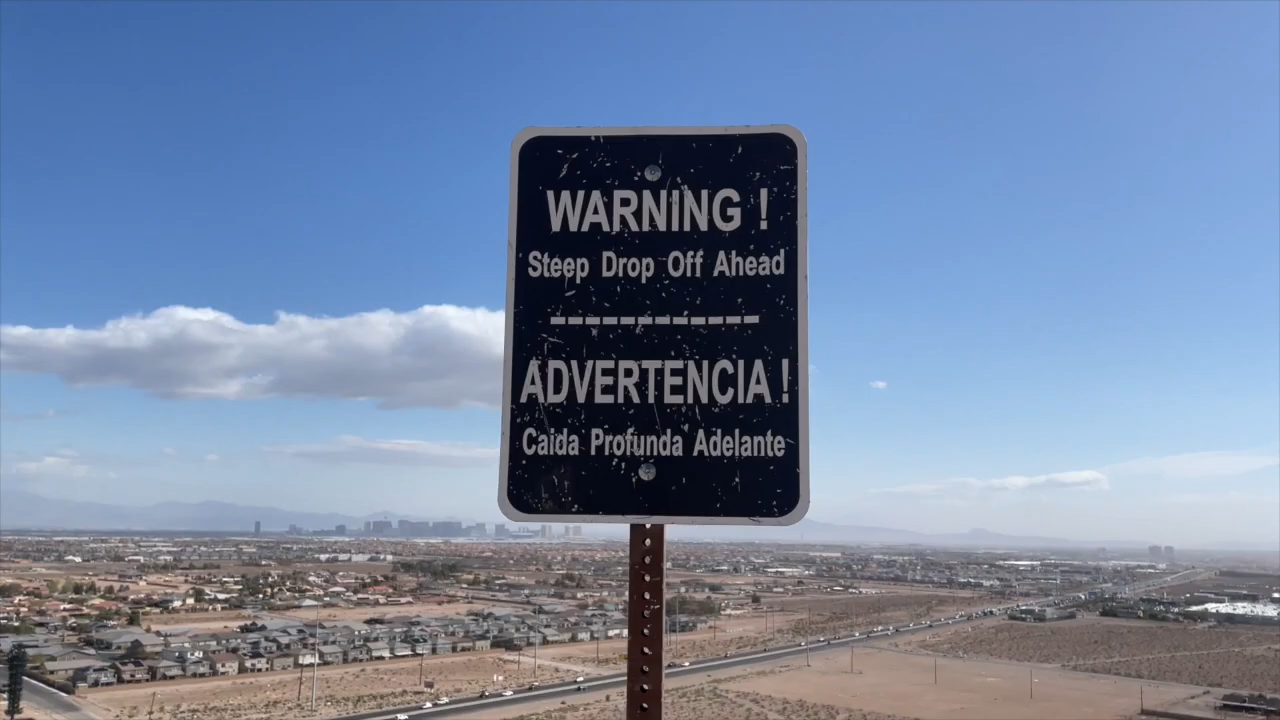 WARNING !
Steep Drop Off Ahead
------------
ADVERTENCIA !
Caida Profunda Adelante